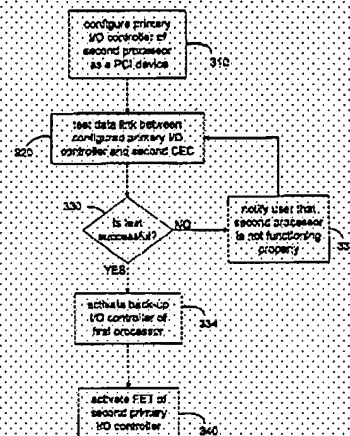 configure primary
I/O controller of
second processor
as a PCI device
310
test data link between
configured primary I/O
controller and second CEC
320
330
Is test
successful?
NO
notify user that
second processor
is not functioning
properly
33
YES
activate back-up
I/O controller of
first processor
334
activate FET of
second primary
I/O controller
340